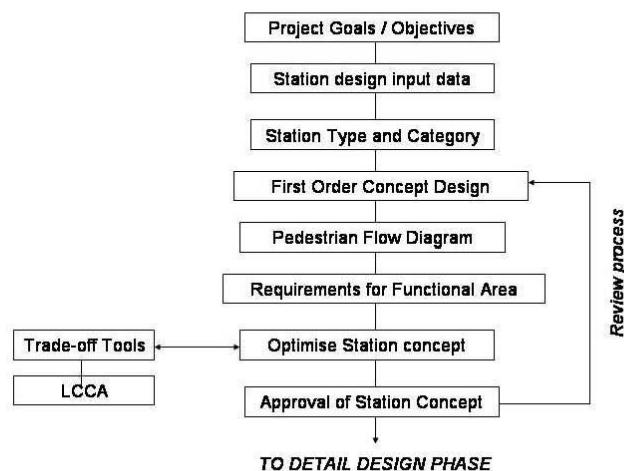 Project Goals / Objectives
Station design input data
Station Type and Category
First Order Concept Design
Pedestrian Flow Diagram
Requirements for Functional Area
Trade-off Tools
Optimise Station concept
LCCA
Approval of Station Concept
Review process
TO DETAIL DESIGN PHASE